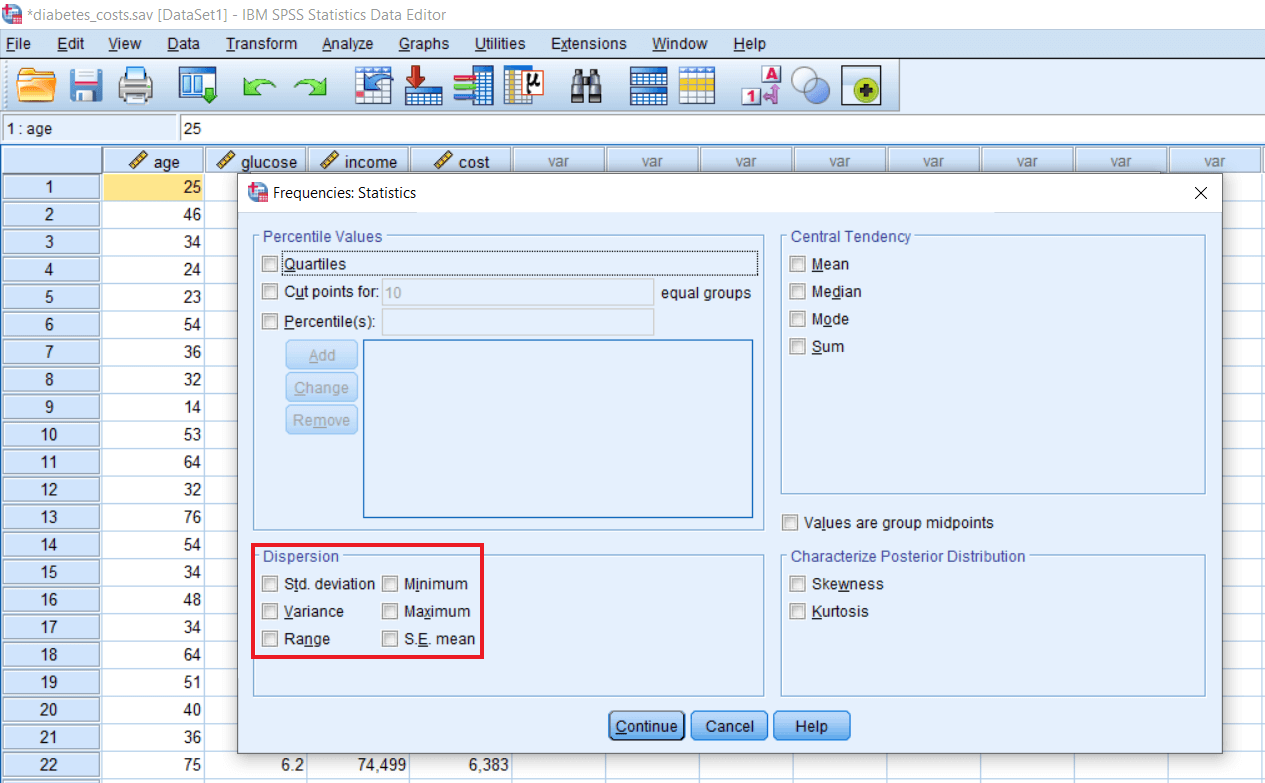 *diabetes_costs.sav [DataSet1] - IBM SPSS Statistics Data Editor
File Edit View Data Transform Analyze Graphs Utilities Extensions Window Help
A
µ
1
1 : age 25
age glucose income cost var var var var var var var var
1 25
Frequencies: Statistics
2 46
Percentile Values Central Tendency
3 34
Quartiles Mean
4 24
Cut points for: 10 equal groups Median
5 23
Percentile(s): Mode
6 54
Sum
7 36
Add
8 32
Change
9 14
Remove
10 53
11 64
12 32
13 76
Values are group midpoints
14 54
Dispersion Characterize Posterior Distribution
15 34
Std. deviation Minimum Skewness
16 48
Variance Maximum Kurtosis
17 34
Range S.E. mean
18 64
19 51
20 40
Continue Cancel Help
21 36
22 75 6.2 74,499 6,383